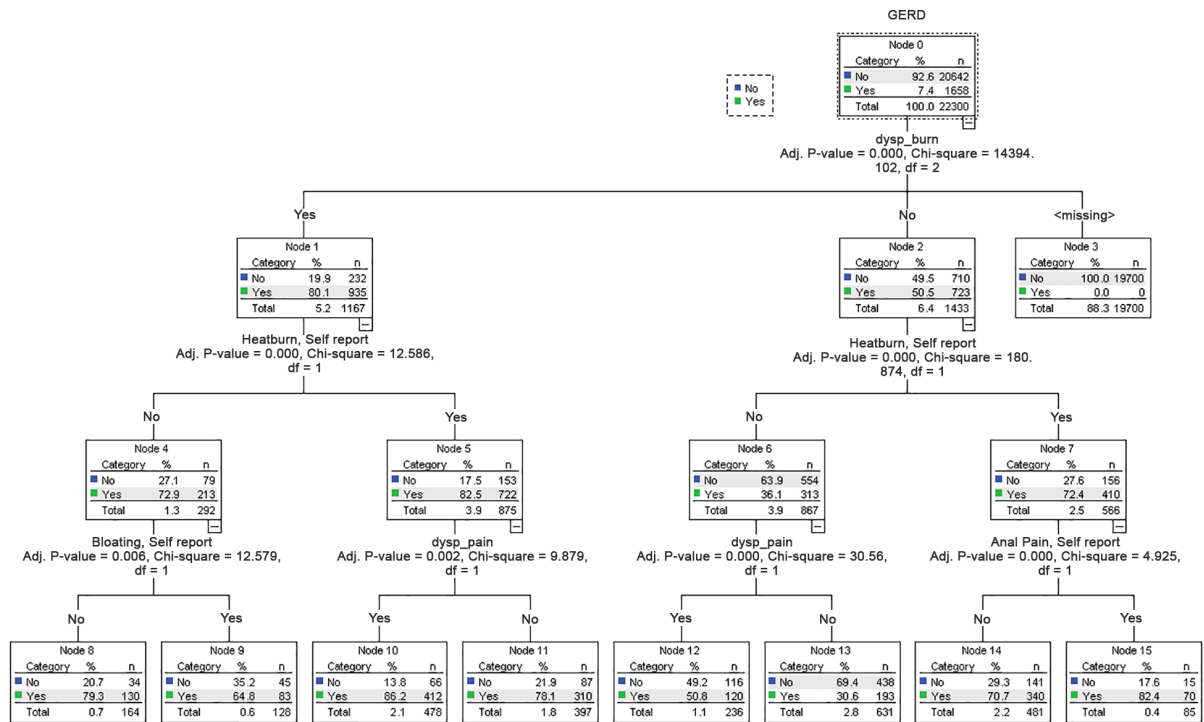 GERD
Node 0
Category % n
No 92.6 20642
Yes 7.4 1658
Total 100.0 22300
No
Yes
dysp_burn
Adj. P-value = 0.000, Chi-square = 14394.
102, df = 2
Yes
No
<missing>
Node 1
Category % n
No 19.9 232
Yes 80.1 935
Total 5.2 1167
Node 2
Category % n
No 49.5 710
Yes 50.5 723
Total 6.4 1433
Node 3
Category % n
No 100.0 19700
Yes 0.0 0
Total 88.3 19700
Heatburn, Self report
Adj. P-value = 0.000, Chi-square = 12.586,
df = 1
Heatburn, Self report
Adj. P-value = 0.000, Chi-square = 180.
874, df = 1
No
Yes
No
Yes
Node 4
Category % n
No 27.1 79
Yes 72.9 213
Total 1.3 292
Node 5
Category % n
No 17.5 153
Yes 82.5 722
Total 3.9 875
Node 6
Category % n
No 63.9 554
Yes 36.1 313
Total 3.9 867
Node 7
Category % n
No 27.6 156
Yes 72.4 410
Total 2.5 566
Bloating, Self report
Adj. P-value = 0.006, Chi-square = 12.579,
df = 1
dysp_pain
Adj. P-value = 0.002, Chi-square = 9.879,
df = 1
dysp_pain
Adj. P-value = 0.000, Chi-square = 30.56,
df = 1
Anal Pain, Self report
Adj. P-value = 0.000, Chi-square = 4.925,
df = 1
No
Yes
Yes
No
Yes
No
No
Yes
Node 8
Category % n
No 20.7 34
Yes 79.3 130
Total 0.7 164
Node 9
Category % n
No 35.2 45
Yes 64.8 83
Total 0.6 128
Node 10
Category % n
No 13.8 66
Yes 86.2 412
Total 2.1 478
Node 11
Category % n
No 21.9 87
Yes 78.1 310
Total 1.8 397
Node 12
Category % n
No 49.2 116
Yes 50.8 120
Total 1.1 236
Node 13
Category % n
No 69.4 438
Yes 30.6 193
Total 2.8 631
Node 14
Category % n
No 29.3 141
Yes 70.7 340
Total 2.2 481
Node 15
Category % n
No 17.6 15
Yes 82.4 70
Total 0.4 85